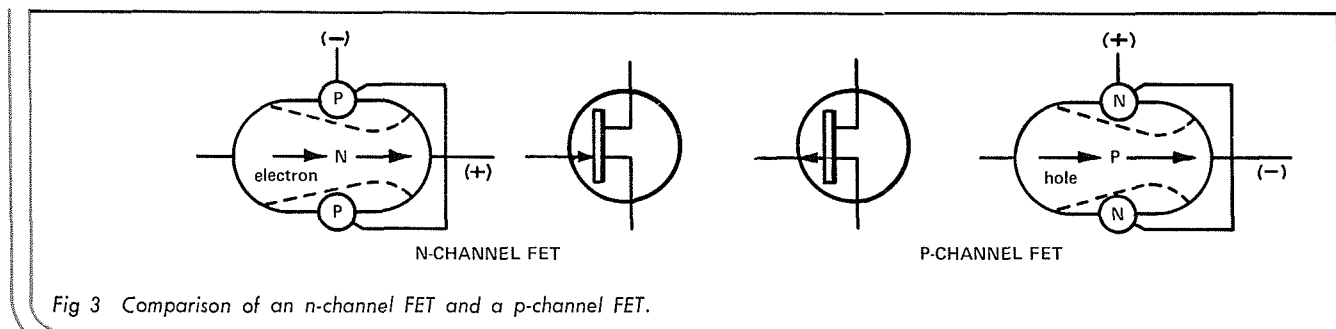 (−) (+)
P N
N P
electron hole
(+) (−)
P N
N-CHANNEL FET P-CHANNEL FET
Fig 3 Comparison of an n-channel FET and a p-channel FET.